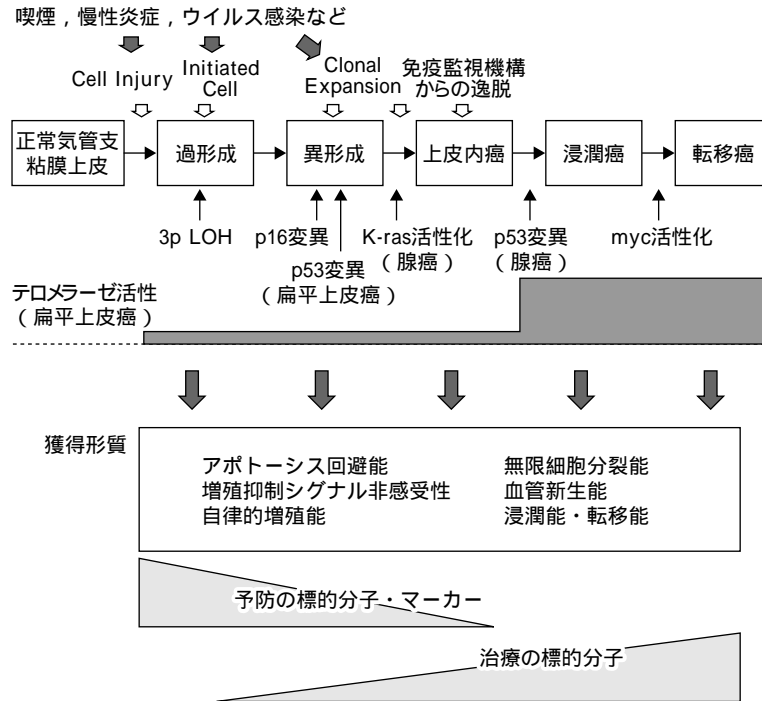 喫煙，慢性炎症，ウイルス感染など
Cell Injury
Initiated
Cell
Clonal
Expansion
免疫監視機構
からの逸脱
正常気管支
粘膜上皮
過形成
異形成
上皮内癌
浸潤癌
転移癌
3p LOH
p16変異
p53変異
（扁平上皮癌）
K-ras活性化
（腺癌）
p53変異
（腺癌）
myc活性化
テロメラーゼ活性
（扁平上皮癌）
獲得形質
アポトーシス回避能
増殖抑制シグナル非感受性
自律的増殖能
無限細胞分裂能
血管新生能
浸潤能・転移能
予防の標的分子・マーカー
治療の標的分子